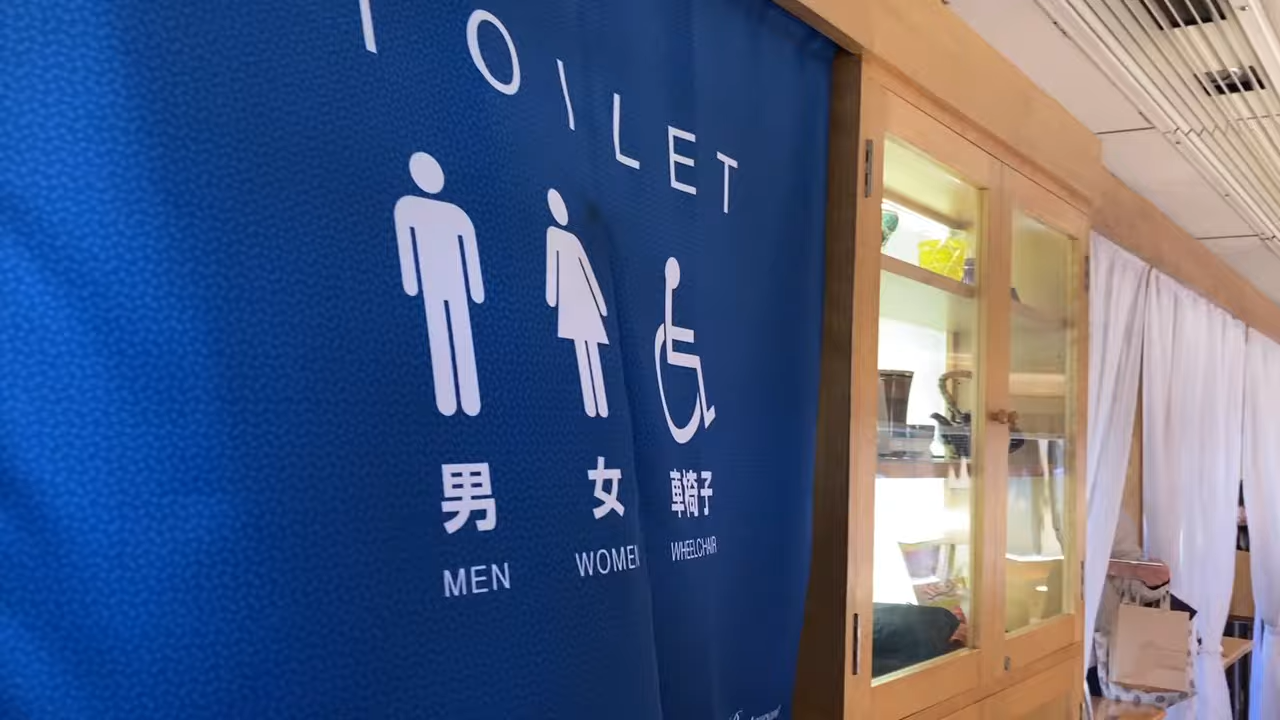 TOILET
男 女 車椅子
MEN WOMEN WHEELCHAIR